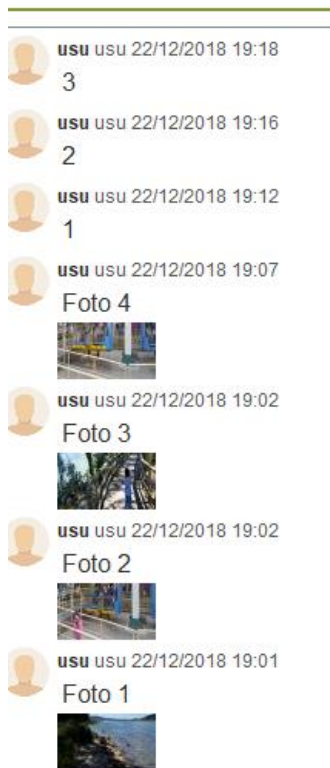 usu usu 22/12/2018 19:18
3
usu usu 22/12/2018 19:16
2
usu usu 22/12/2018 19:12
1
usu usu 22/12/2018 19:07
Foto 4
usu usu 22/12/2018 19:02
Foto 3
usu usu 22/12/2018 19:02
Foto 2
usu usu 22/12/2018 19:01
Foto 1